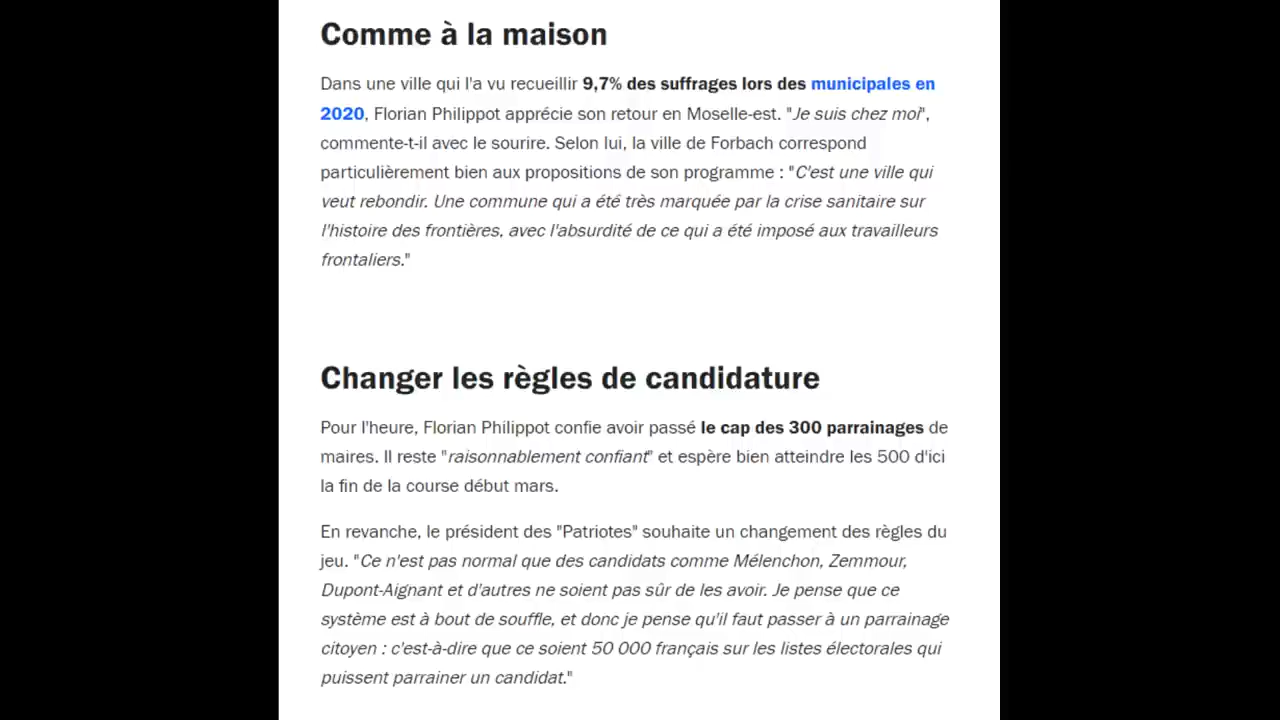 Comme à la maison
Dans une ville qui l'a vu recueillir 9,7% des suffrages lors des municipales en
2020, Florian Philippot apprécie son retour en Moselle-est. "Je suis chez moi",
commente-t-il avec le sourire. Selon lui, la ville de Forbach correspond
particulièrement bien aux propositions de son programme : "C'est une ville qui
veut rebondir. Une commune qui a été très marquée par la crise sanitaire sur
l'histoire des frontières, avec l'absurdité de ce qui a été imposé aux travailleurs
frontaliers."
Changer les règles de candidature
Pour l'heure, Florian Philippot confie avoir passé le cap des 300 parrainages de
maires. Il reste "raisonnablement confiant" et espère bien atteindre les 500 d'ici
la fin de la course début mars.
En revanche, le président des "Patriotes" souhaite un changement des règles du
jeu. "Ce n'est pas normal que des candidats comme Mélenchon, Zemmour,
Dupont-Aignant et d'autres ne soient pas sûr de les avoir. Je pense que ce
système est à bout de souffle, et donc je pense qu'il faut passer à un parrainage
citoyen : c'est-à-dire que ce soient 50 000 français sur les listes électorales qui
puissent parrainer un candidat."